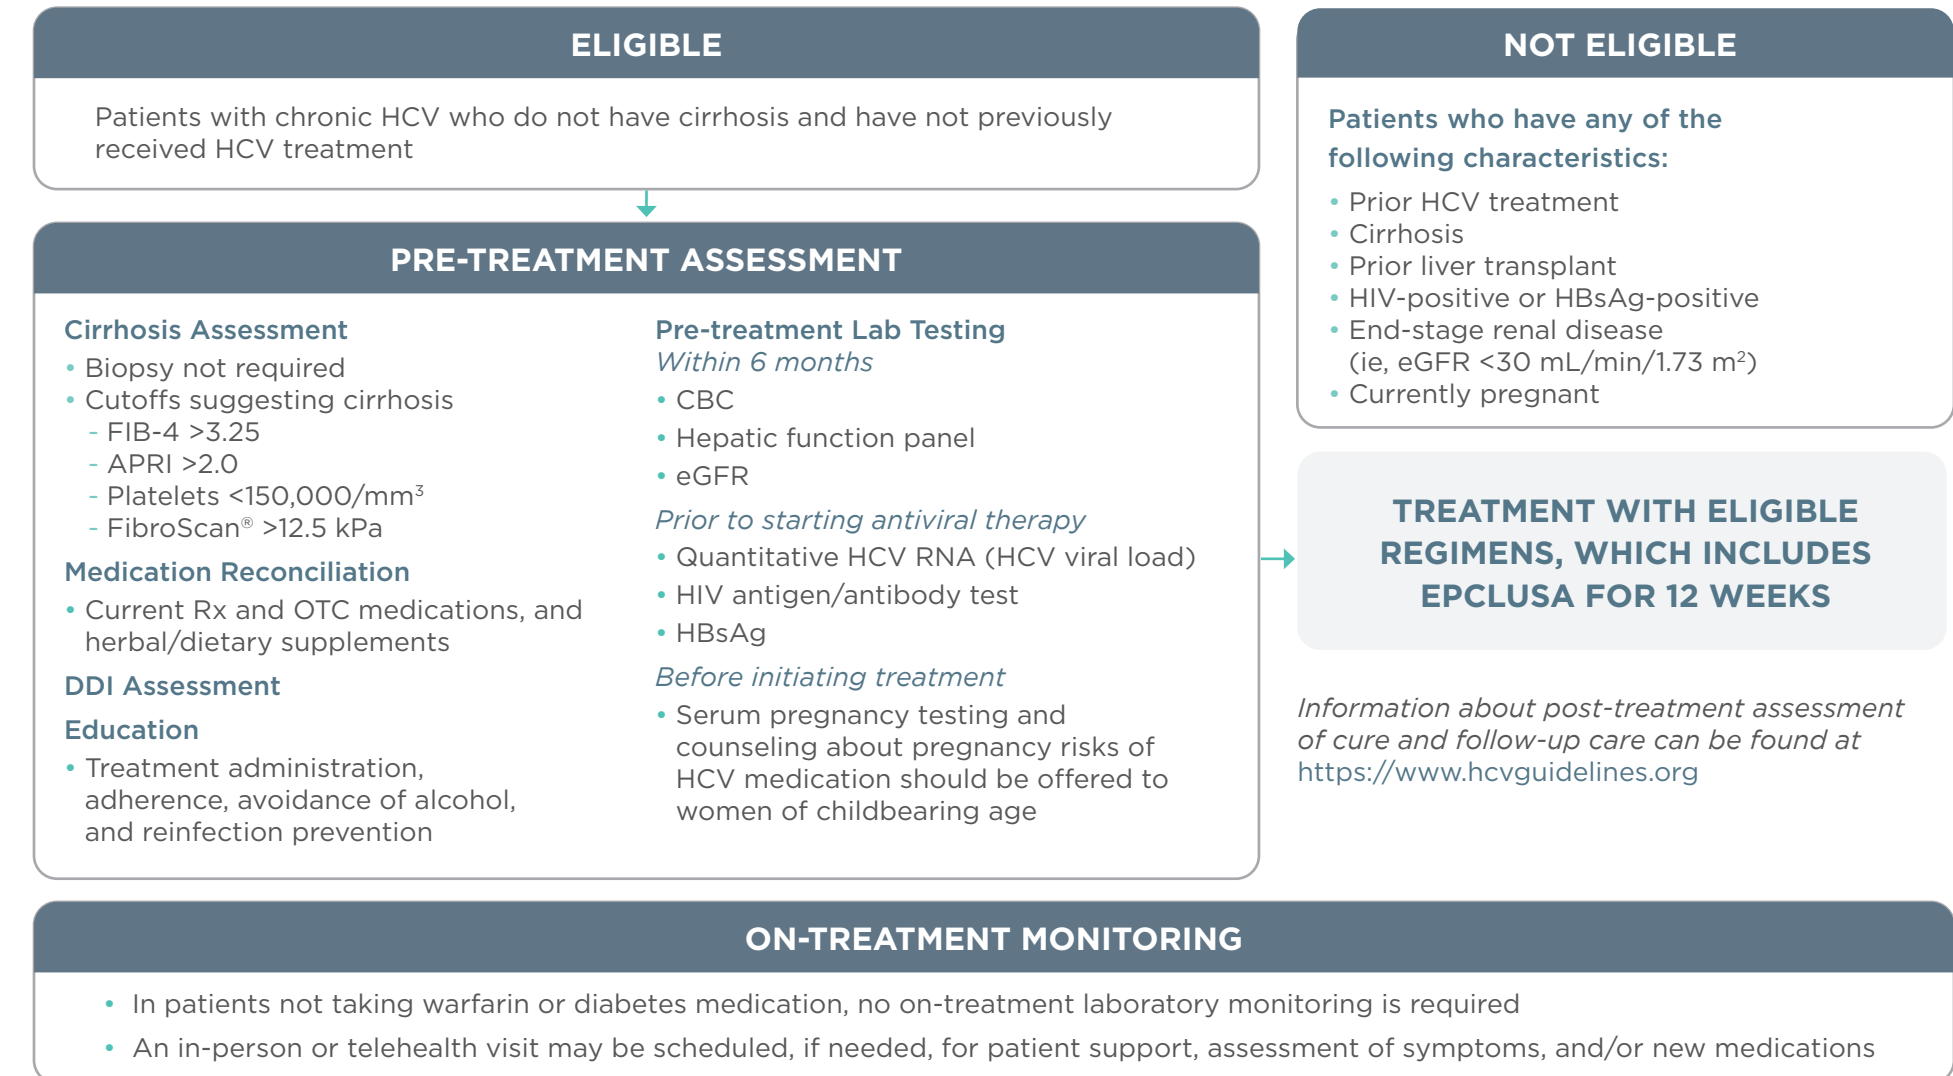 ELIGIBLE
Patients with chronic HCV who do not have cirrhosis and have not previously
received HCV treatment
PRE-TREATMENT ASSESSMENT
Cirrhosis Assessment
• Biopsy not required
• Cutoffs suggesting cirrhosis
- FIB-4 >3.25
- APRI >2.0
- Platelets <150,000/mm³
- FibroScan® >12.5 kPa
Medication Reconciliation
• Current Rx and OTC medications, and
herbal/dietary supplements
DDI Assessment
Education
• Treatment administration,
adherence, avoidance of alcohol,
and reinfection prevention
Pre-treatment Lab Testing
Within 6 months
• CBC
• Hepatic function panel
• eGFR
Prior to starting antiviral therapy
• Quantitative HCV RNA (HCV viral load)
• HIV antigen/antibody test
• HBsAg
Before initiating treatment
• Serum pregnancy testing and
counseling about pregnancy risks of
HCV medication should be offered to
women of childbearing age
NOT ELIGIBLE
Patients who have any of the
following characteristics:
• Prior HCV treatment
• Cirrhosis
• Prior liver transplant
• HIV-positive or HBsAg-positive
• End-stage renal disease
(ie, eGFR <30 mL/min/1.73 m²)
• Currently pregnant
TREATMENT WITH ELIGIBLE
REGIMENS, WHICH INCLUDES
EPCLUSA FOR 12 WEEKS
Information about post-treatment assessment
of cure and follow-up care can be found at
https://www.hcvguidelines.org
ON-TREATMENT MONITORING
• In patients not taking warfarin or diabetes medication, no on-treatment laboratory monitoring is required
• An in-person or telehealth visit may be scheduled, if needed, for patient support, assessment of symptoms, and/or new medications